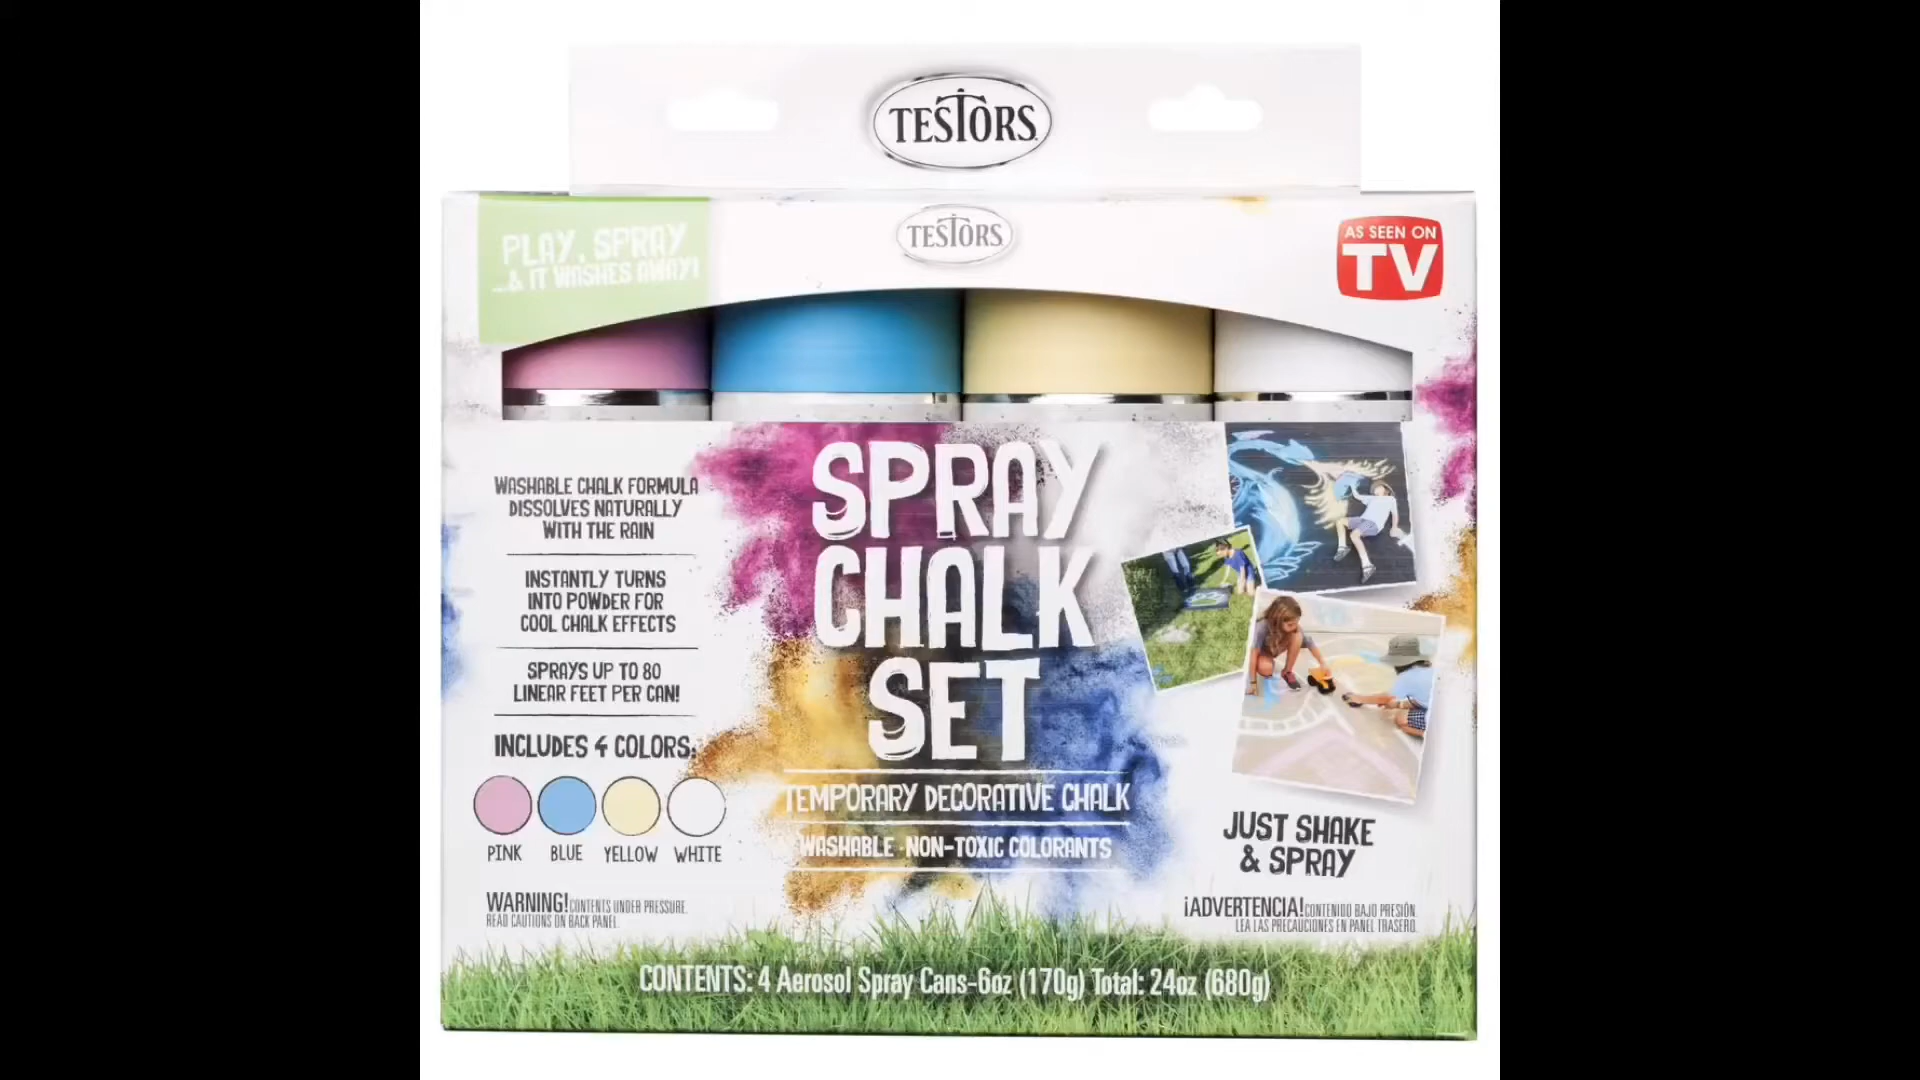 TESTORS
PLAY, SPRAY
...& IT WASHES AWAY!
TESTORS
AS SEEN ON
TV
SPRAY
CHALK
SET
TEMPORARY DECORATIVE CHALK
WASHABLE NON-TOXIC COLORANTS
WASHABLE CHALK FORMULA
DISSOLVES NATURALLY
WITH THE RAIN
INSTANTLY TURNS
INTO POWDER FOR
COOL CHALK EFFECTS
SPRAYS UP TO 80
LINEAR FEET PER CAN!
INCLUDES 4 COLORS:
PINK BLUE YELLOW WHITE
WARNING! CONTENTS UNDER PRESSURE.
READ CAUTIONS ON BACK PANEL.
JUST SHAKE
& SPRAY
¡ADVERTENCIA! CONTENIDO BAJO PRESIÓN.
LEA LAS PRECAUCIONES EN PANEL TRASERO.
CONTENTS: 4 Aerosol Spray Cans-6oz (170g) Total: 24oz (680g)